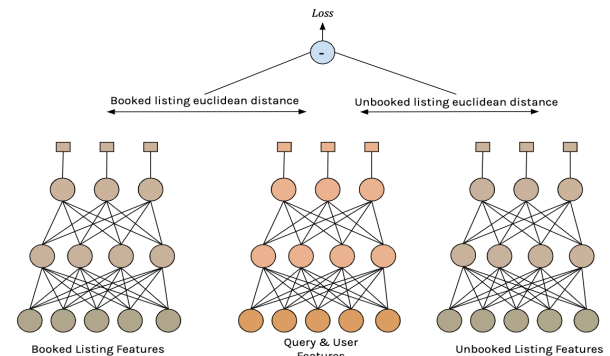 Loss
-
Booked listing euclidean distance
Unbooked listing euclidean distance
Booked Listing Features
Query & User
Features
Unbooked Listing Features